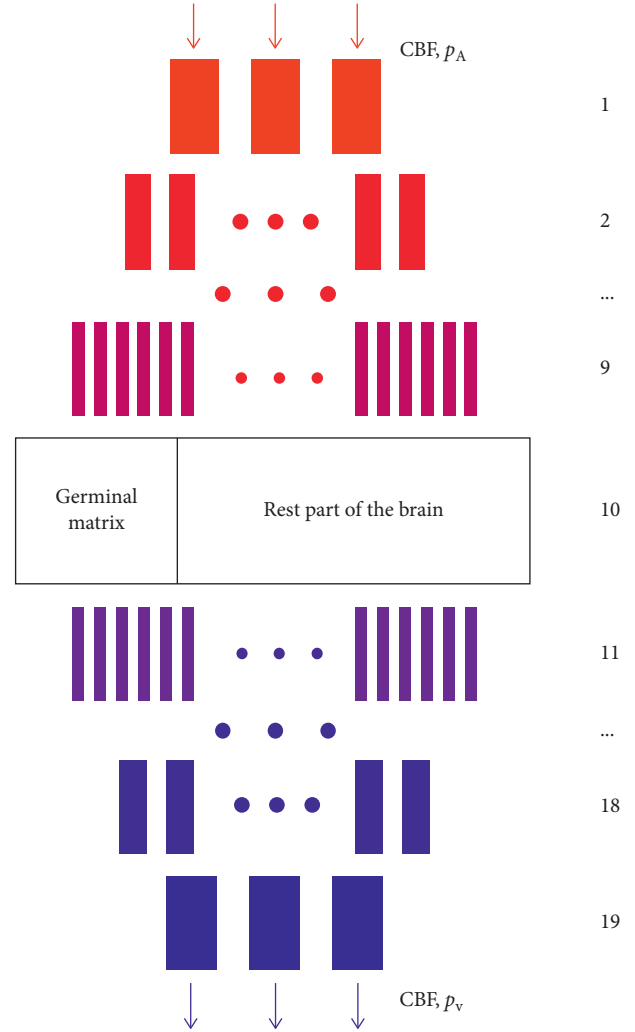 CBF, pA
1
2
...
9
Germinal
matrix
Rest part of the brain
10
11
...
18
19
CBF, pv